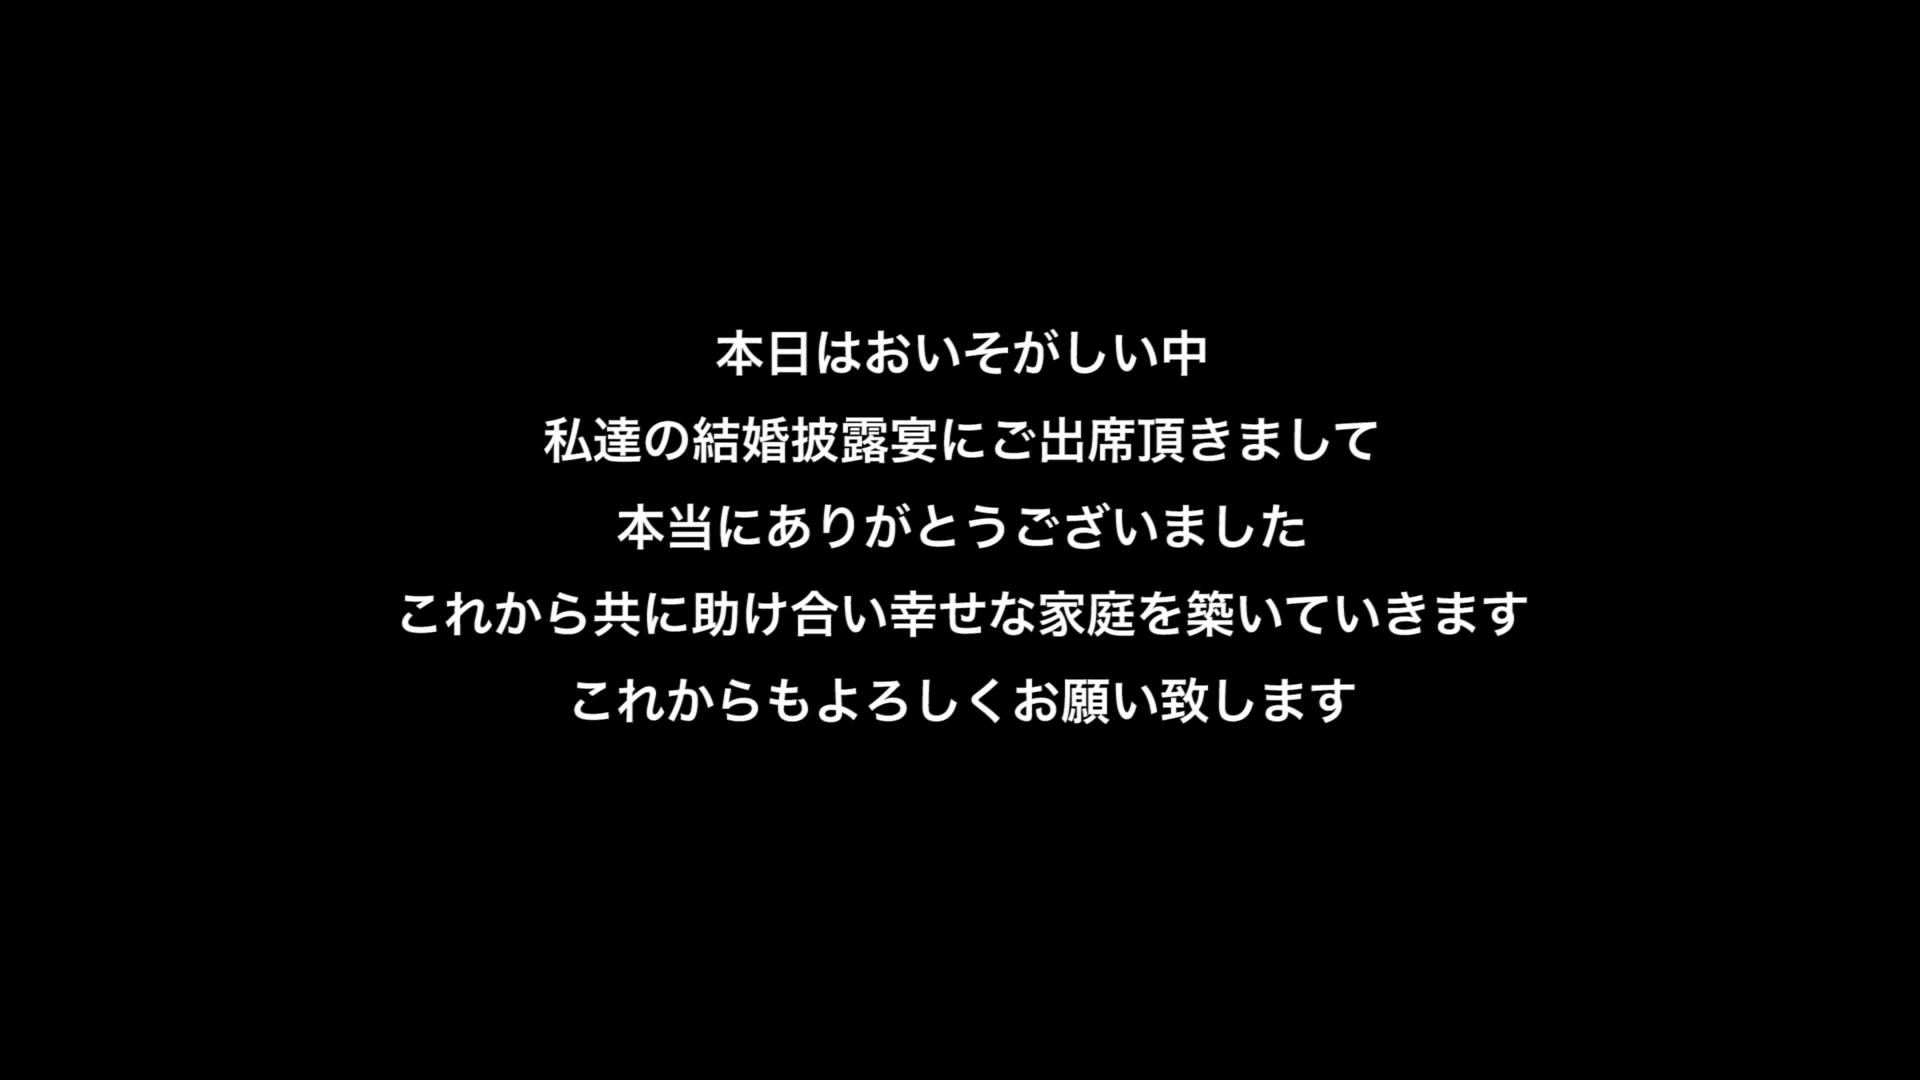 本日はおいそがしい中
私達の結婚披露宴にご出席頂きまして
本当にありがとうございました
これから共に助け合い幸せな家庭を築いていきます
これからもよろしくお願い致します